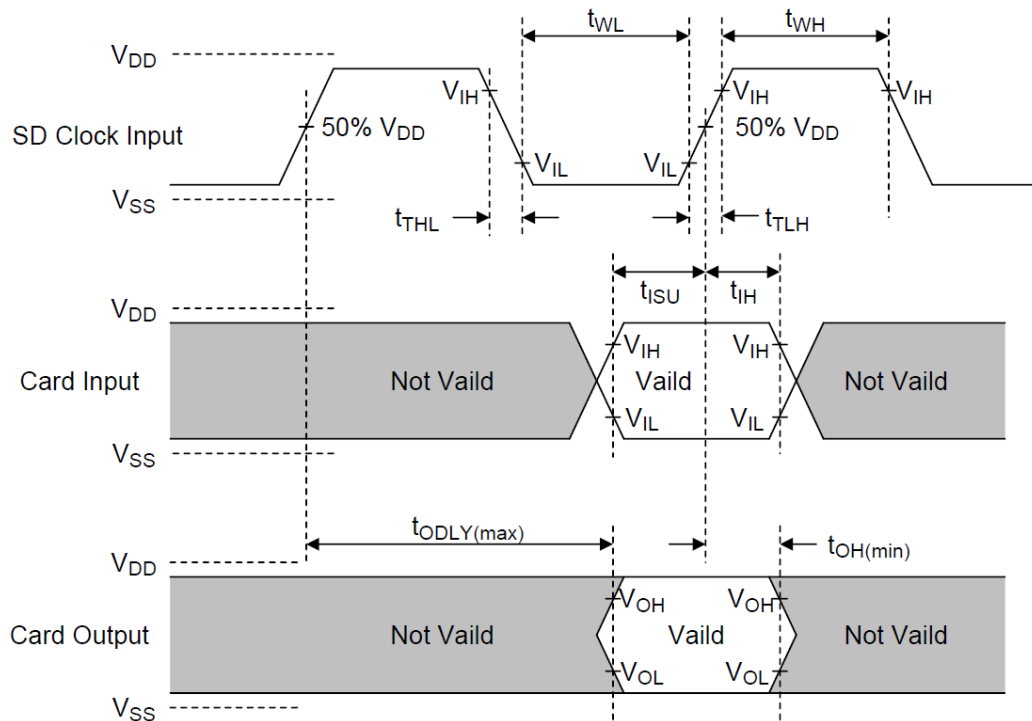 tWL
tWH
VDD
VIH
VIH
VIH
SD Clock Input
50% VDD
50% VDD
VIL
VIL
VSS
tTHL
tTLH
tISU
tIH
VDD
VIH
VIH
Card Input
Not Vaild
Vaild
Not Vaild
VIL
VIL
VSS
tODLY(max)
tOH(min)
VDD
VOH
VOH
Card Output
Not Vaild
Vaild
Not Vaild
VOL
VOL
VSS